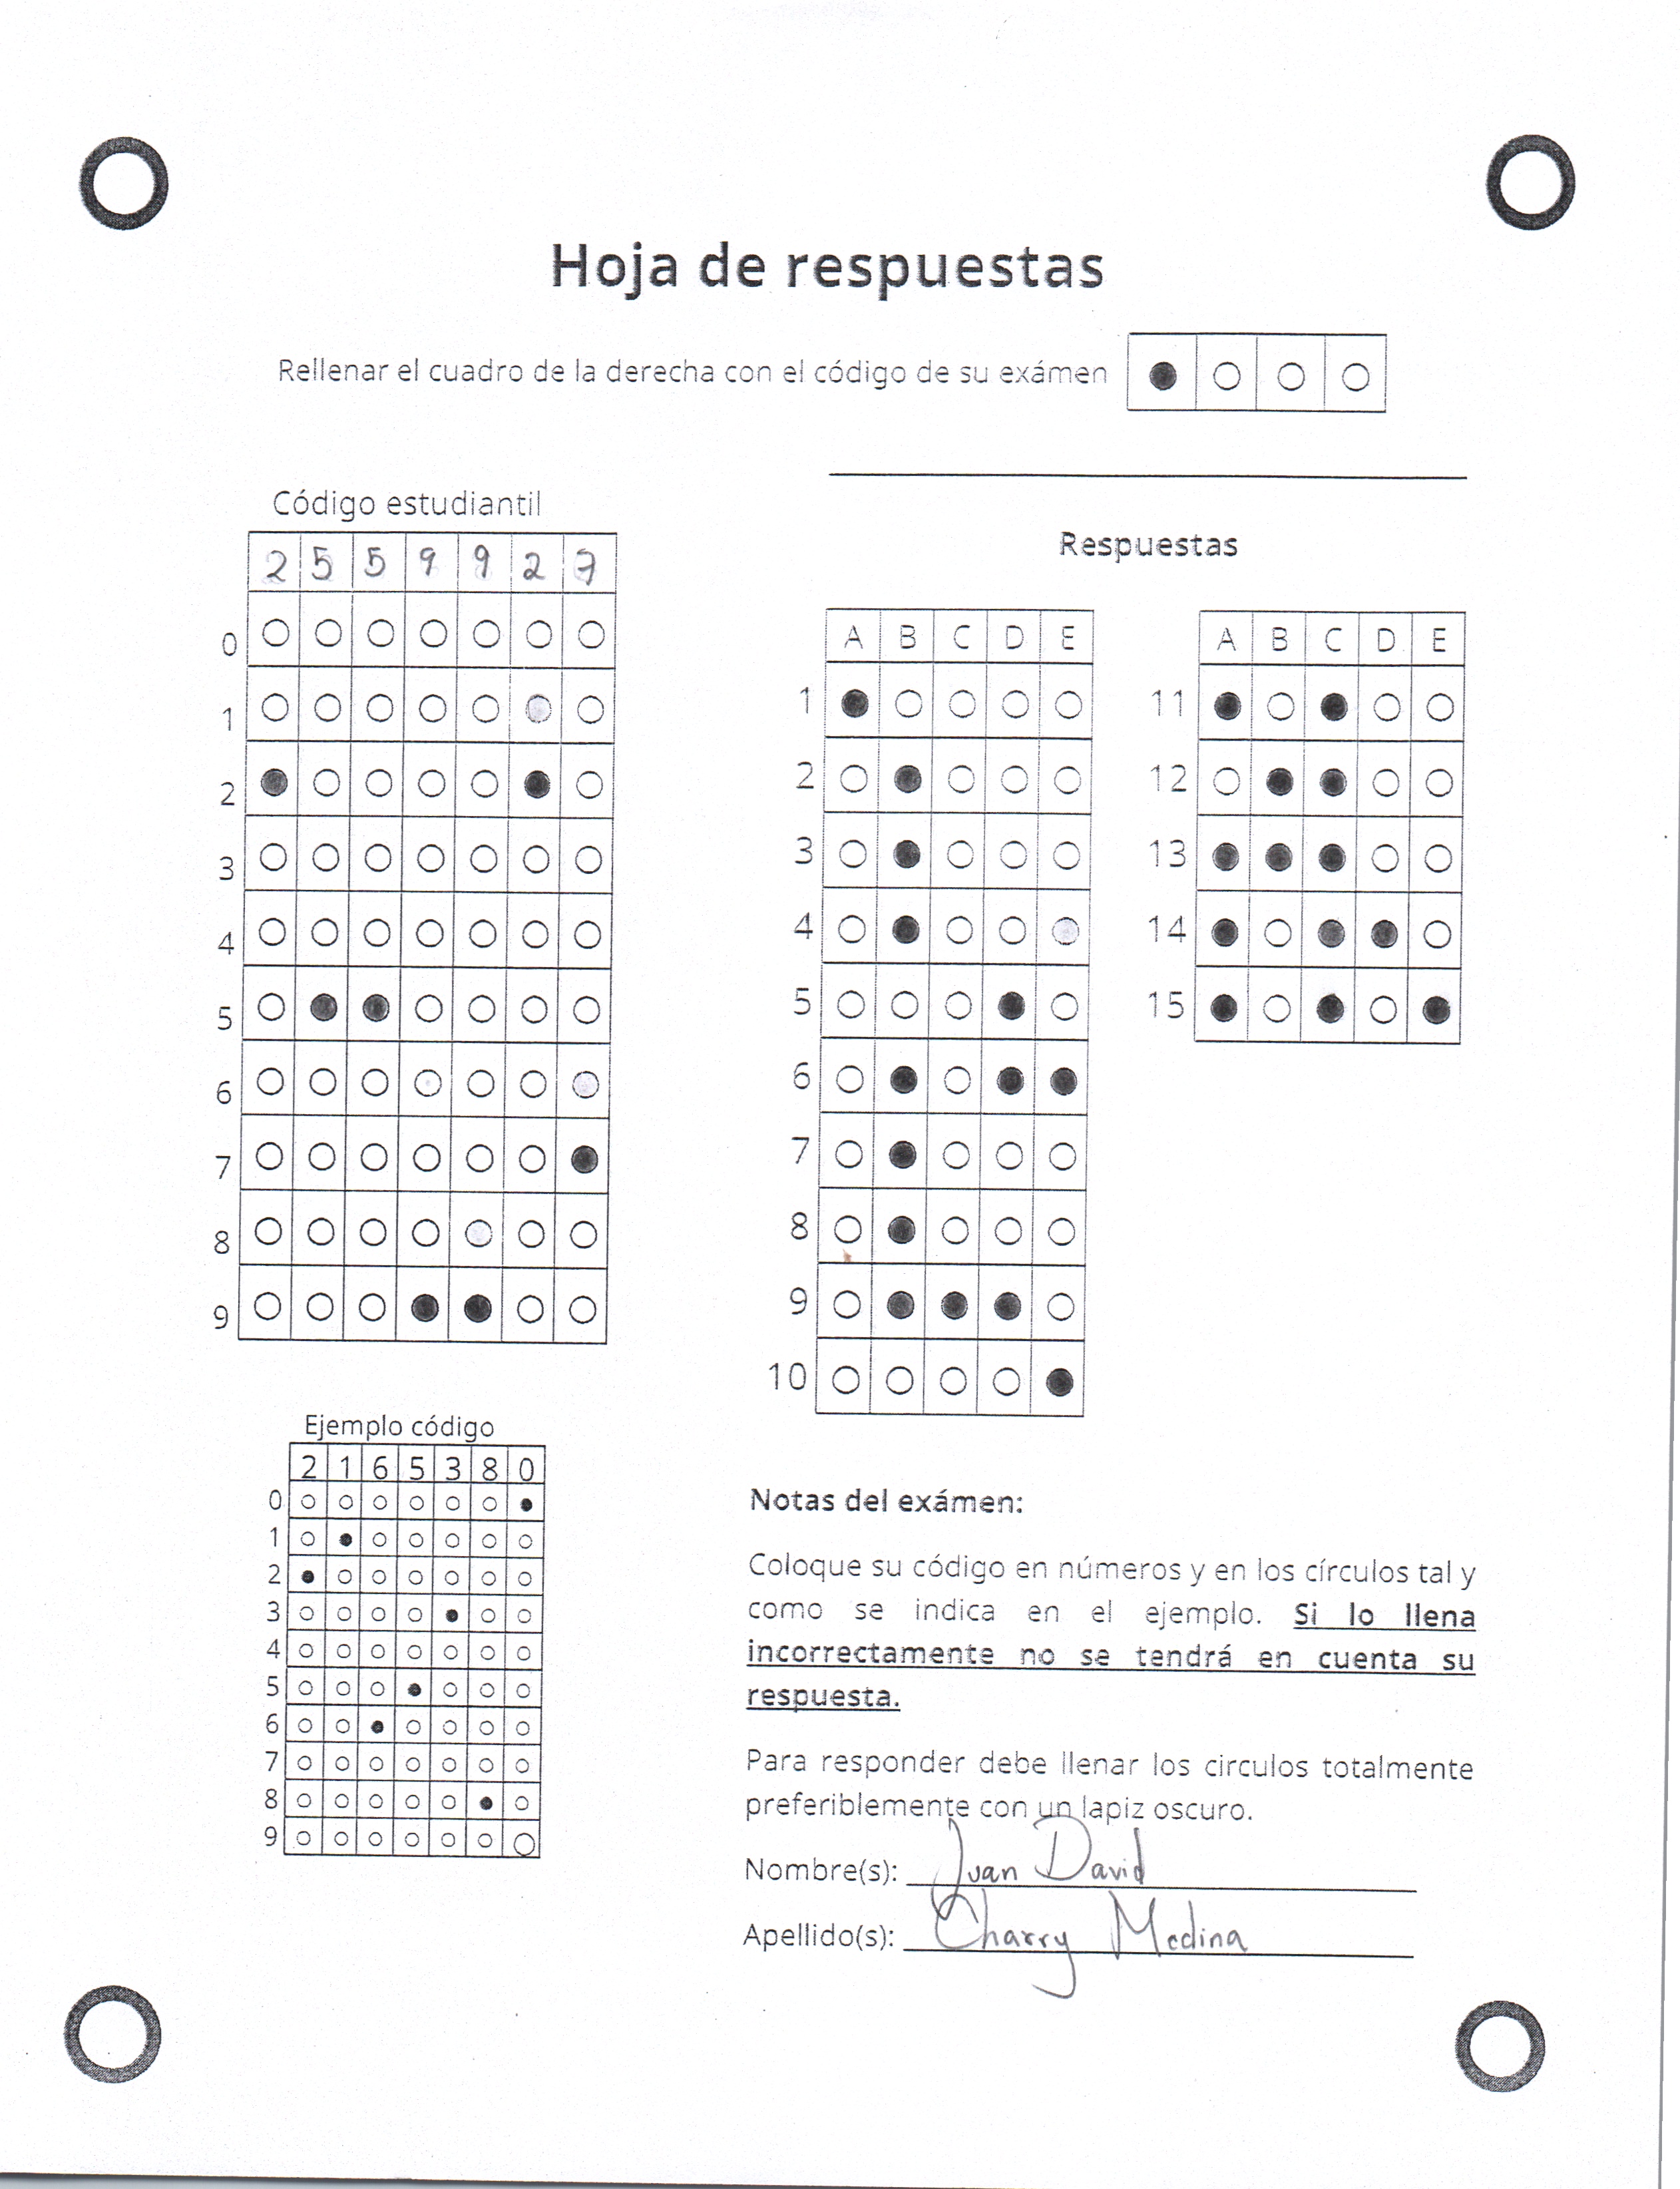 Hoja de respuestas
Rellenar el cuadro de la derecha con el código de su exámen
Código estudiantil
2 5 5 9 9 2 7
0
1
2
3
4
5
6
7
8
9
Respuestas
A B C D E
1
2
3
4
5
6
7
8
9
10
A B C D E
11
12
13
14
15
Ejemplo código
2 1 6 5 3 8 0
0
1
2
3
4
5
6
7
8
9
Notas del exámen:
Coloque su código en números y en los círculos tal y
como se indica en el ejemplo. Si lo llena
incorrectamente no se tendrá en cuenta su
respuesta.
Para responder debe llenar los circulos totalmente
preferiblemente con un lapiz oscuro.
Nombre(s): Juan David
Apellido(s): Charry Medina